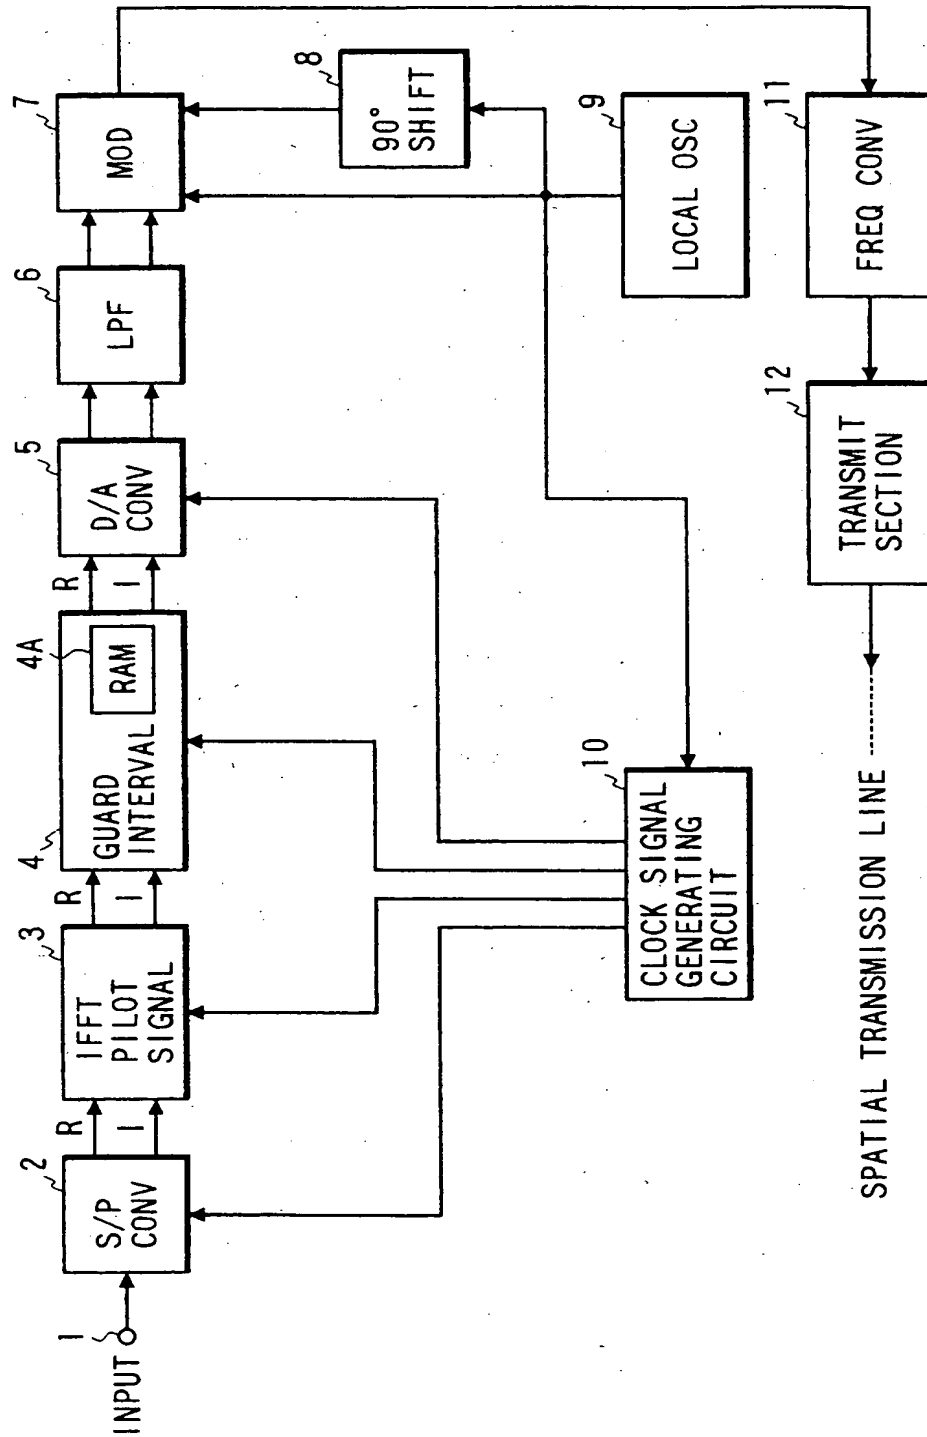 INPUT
1
2
S/P
CONV
R
I
3
IFFT
PILOT
SIGNAL
R
I
4
GUARD
INTERVAL
4A
RAM
R
I
5
D/A
CONV
6
LPF
7
MOD
8
90°
SHIFT
9
LOCAL OSC
10
CLOCK SIGNAL
GENERATING
CIRCUIT
11
FREQ CONV
12
TRANSMIT
SECTION
SPATIAL TRANSMISSION LINE